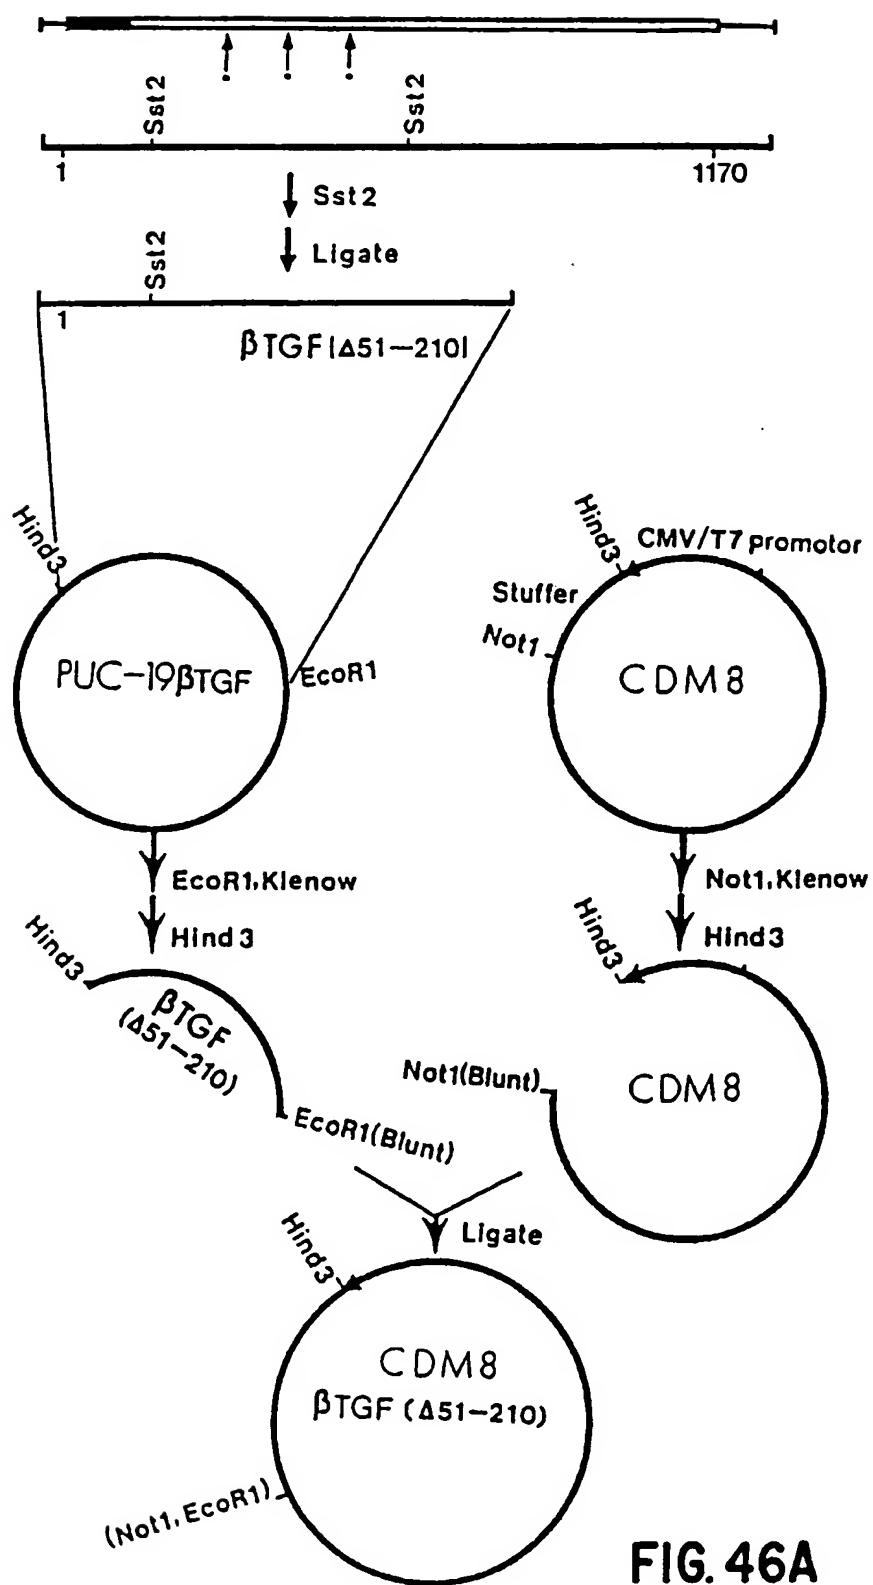 Sst2
Sst2
1
1170
Sst2
Ligate
Sst2
1
βTGF(Δ51-210)
Hind3
PUC-19βTGF
EcoR1
Hind3
CMV/T7 promotor
Stuffer
Not1
CDM8
EcoR1,Klenow
Hind3
Not1,Klenow
Hind3
Hind3
βTGF
(Δ51-210)
EcoR1(Blunt)
Hind3
Not1(Blunt)
CDM8
Ligate
Hind3
CDM8
βTGF (Δ51-210)
(Not1, EcoR1)
FIG. 46A